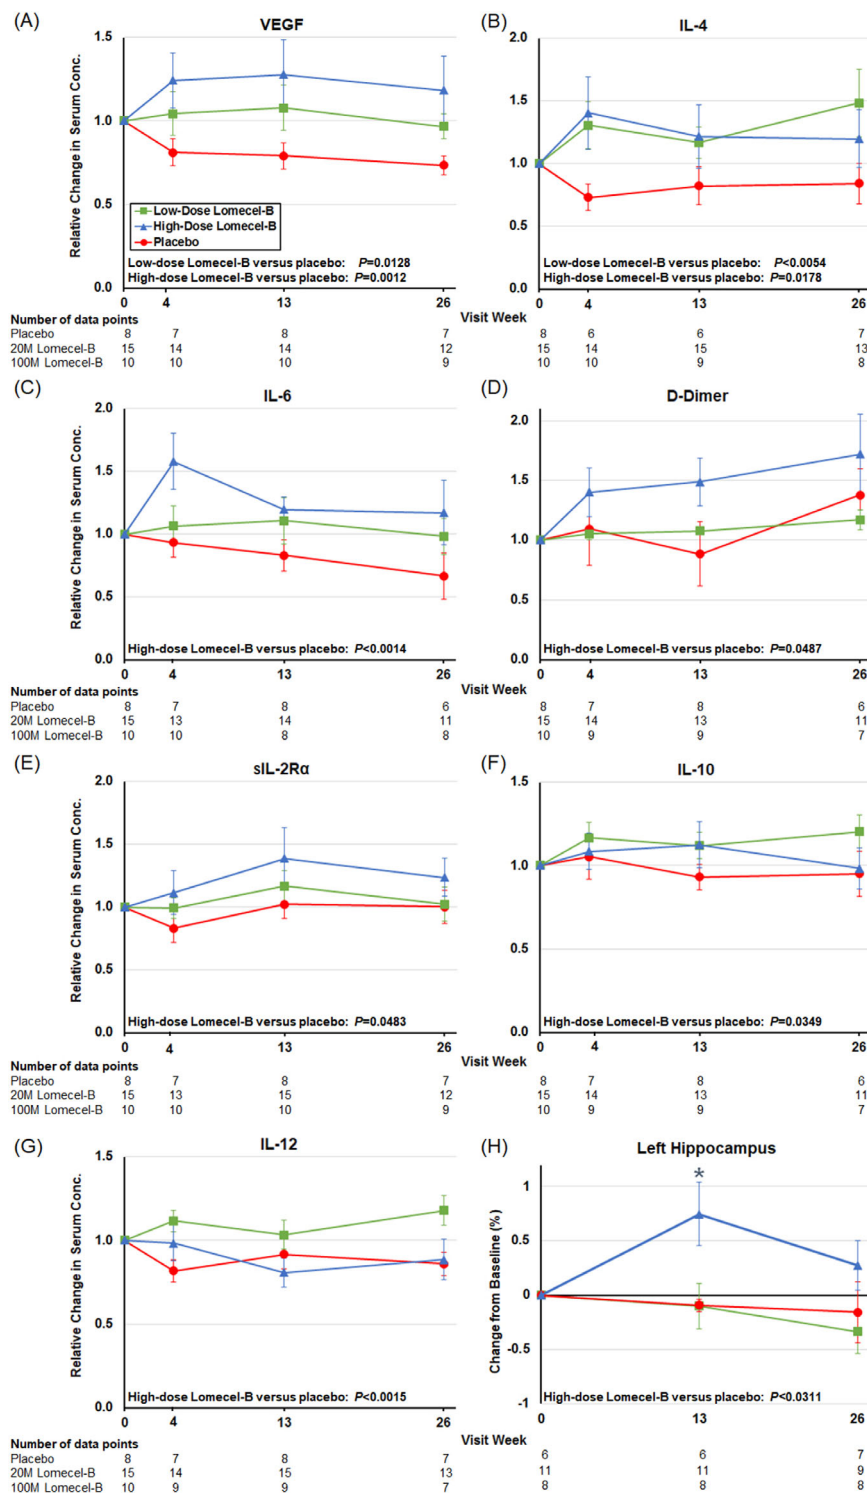 (A)
VEGF
Relative Change in Serum Conc.
1.5
1.0
0.5
0.0
Low-Dose Lomecel-B
High-Dose Lomecel-B
Placebo
Low-dose Lomecel-B versus placebo: P=0.0128
High-dose Lomecel-B versus placebo: P=0.0012
0 4 13 26
Number of data points
Placebo 8 7 8 7
20M Lomecel-B 15 14 14 12
100M Lomecel-B 10 10 10 9
(B)
IL-4
2.0
1.5
1.0
0.5
0.0
Low-dose Lomecel-B versus placebo: P<0.0054
High-dose Lomecel-B versus placebo: P=0.0178
0 4 13 26
Visit Week
8 6 6 7
15 14 15 13
10 10 9 8
(C)
IL-6
Relative Change in Serum Conc.
2.0
1.5
1.0
0.5
0.0
High-dose Lomecel-B versus placebo: P<0.0014
0 4 13 26
Number of data points
Placebo 8 7 8 6
20M Lomecel-B 15 13 14 11
100M Lomecel-B 10 10 8 8
(D)
D-Dimer
2.0
1.5
1.0
0.5
0.0
High-dose Lomecel-B versus placebo: P=0.0487
0 4 13 26
Visit Week
8 7 8 6
15 14 13 11
10 9 9 7
(E)
sIL-2Rα
Relative Change in Serum Conc.
2.0
1.5
1.0
0.5
0.0
High-dose Lomecel-B versus placebo: P=0.0483
0 4 13 26
Number of data points
Placebo 8 7 8 7
20M Lomecel-B 15 13 15 12
100M Lomecel-B 10 10 10 9
(F)
IL-10
1.5
1.0
0.5
0.0
High-dose Lomecel-B versus placebo: P=0.0349
0 4 13 26
Visit Week
8 7 8 6
15 14 13 11
10 9 9 7
(G)
IL-12
Relative Change in Serum Conc.
1.5
1.0
0.5
0.0
High-dose Lomecel-B versus placebo: P<0.0015
0 4 13 26
Number of data points
Placebo 8 7 8 7
20M Lomecel-B 15 14 15 13
100M Lomecel-B 10 9 9 7
(H)
Left Hippocampus
Change from Baseline (%)
1
0.5
0
-0.5
-1
*
High-dose Lomecel-B versus placebo: P<0.0311
0 13 26
Visit Week
6 6 7
11 11 9
8 8 8